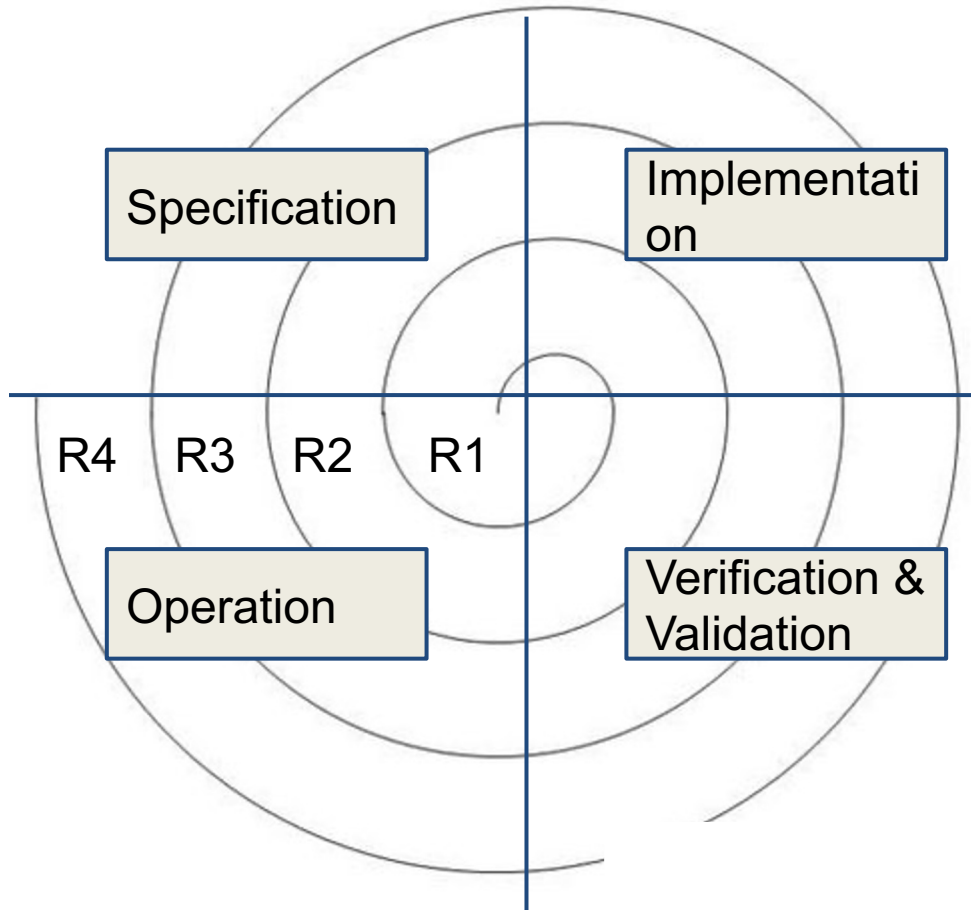 Specification
Implementati
on
R4 R3 R2 R1
Operation
Verification &
Validation